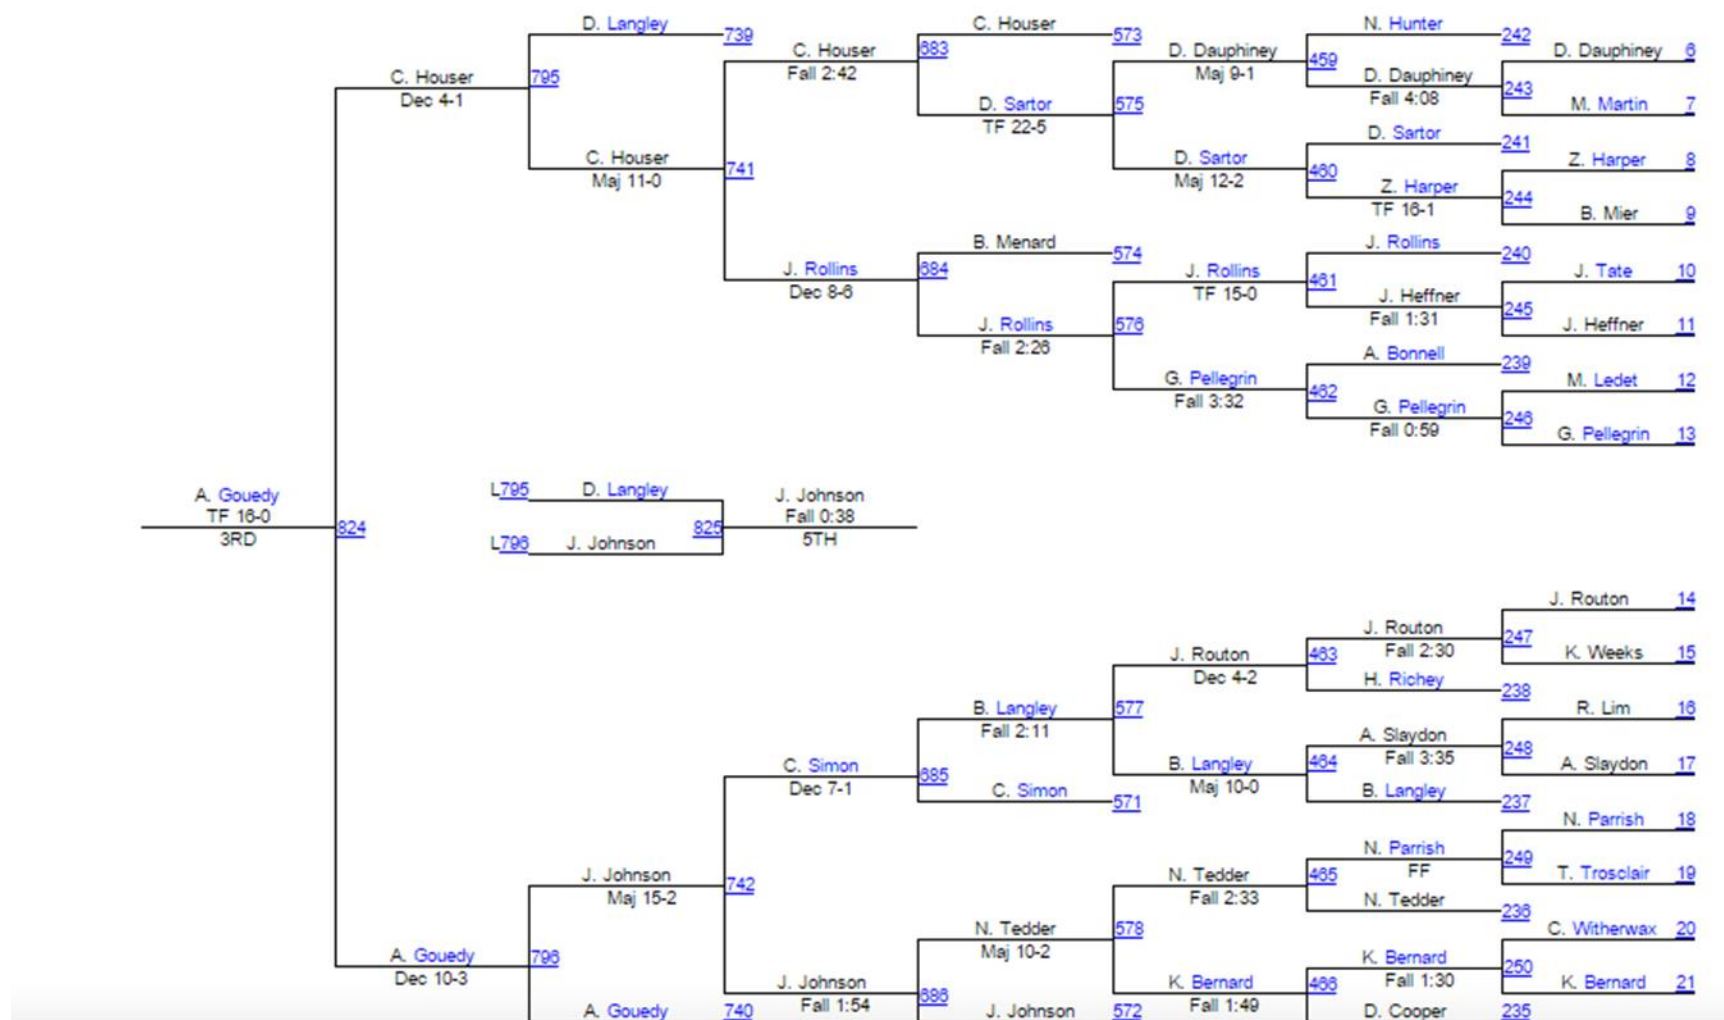 D. Langley
739
C. Houser
Dec 4-1
795
C. Houser
Maj 11-0
C. Houser
Fall 2:42
741
J. Rollins
Dec 8-6
C. Houser
573
683
D. Sartor
TF 22-5
B. Menard
574
684
J. Rollins
Fall 2:26
D. Dauphiney
Maj 9-1
575
D. Sartor
Maj 12-2
J. Rollins
TF 15-0
576
G. Pellegrin
Fall 3:32
N. Hunter
242
459
D. Dauphiney
Fall 4:08
D. Sartor
241
460
Z. Harper
TF 16-1
J. Rollins
240
461
J. Heffner
Fall 1:31
A. Bonnell
239
462
G. Pellegrin
Fall 0:59
D. Dauphiney 6
243
M. Martin 7
Z. Harper 8
244
B. Mier 9
J. Tate 10
245
J. Heffner 11
M. Ledet 12
246
G. Pellegrin 13
A. Gouedy
TF 16-0
3RD
824
L795 D. Langley
825
L796 J. Johnson
J. Johnson
Fall 0:38
5TH
A. Gouedy
Dec 10-3
796
J. Johnson
Maj 15-2
A. Gouedy
740
C. Simon
Dec 7-1
742
J. Johnson
Fall 1:54
B. Langley
Fall 2:11
685
C. Simon
571
N. Tedder
Maj 10-2
686
J. Johnson
572
J. Routon
Dec 4-2
577
B. Langley
Maj 10-0
N. Tedder
Fall 2:33
578
K. Bernard
Fall 1:49
J. Routon
Fall 2:30
463
H. Richey
238
A. Slaydon
Fall 3:35
464
B. Langley
237
N. Parrish
FF
465
N. Tedder
236
K. Bernard
Fall 1:30
466
D. Cooper
235
J. Routon 14
247
K. Weeks 15
R. Lim 16
248
A. Slaydon 17
N. Parrish 18
249
T. Trosclair 19
C. Witherwax 20
250
K. Bernard 21